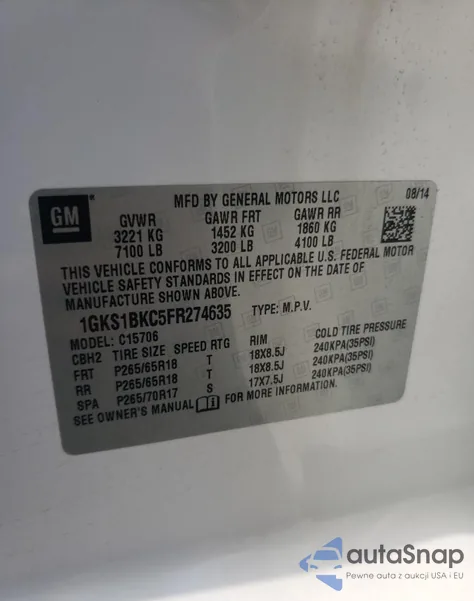 GM
MFD BY GENERAL MOTORS LLC
08/14
GVWR GAWR FRT GAWR RR
3221 KG 1452 KG 1860 KG
7100 LB 3200 LB 4100 LB
THIS VEHICLE CONFORMS TO ALL APPLICABLE U.S. FEDERAL MOTOR
VEHICLE SAFETY STANDARDS IN EFFECT ON THE DATE OF
MANUFACTURE SHOWN ABOVE.
1GKS1BKC5FR274635 TYPE: M.P.V.
MODEL: C15706
CBH2 TIRE SIZE SPEED RTG RIM COLD TIRE PRESSURE
FRT P265/65R18 T 18X8.5J 240KPA(35PSI)
RR P265/65R18 T 18X8.5J 240KPA(35PSI)
SPA P265/70R17 S 17X7.5J 240KPA(35PSI)
SEE OWNER'S MANUAL FOR MORE INFORMATION.
autoSnap
Pewne auta z aukcji USA i EU